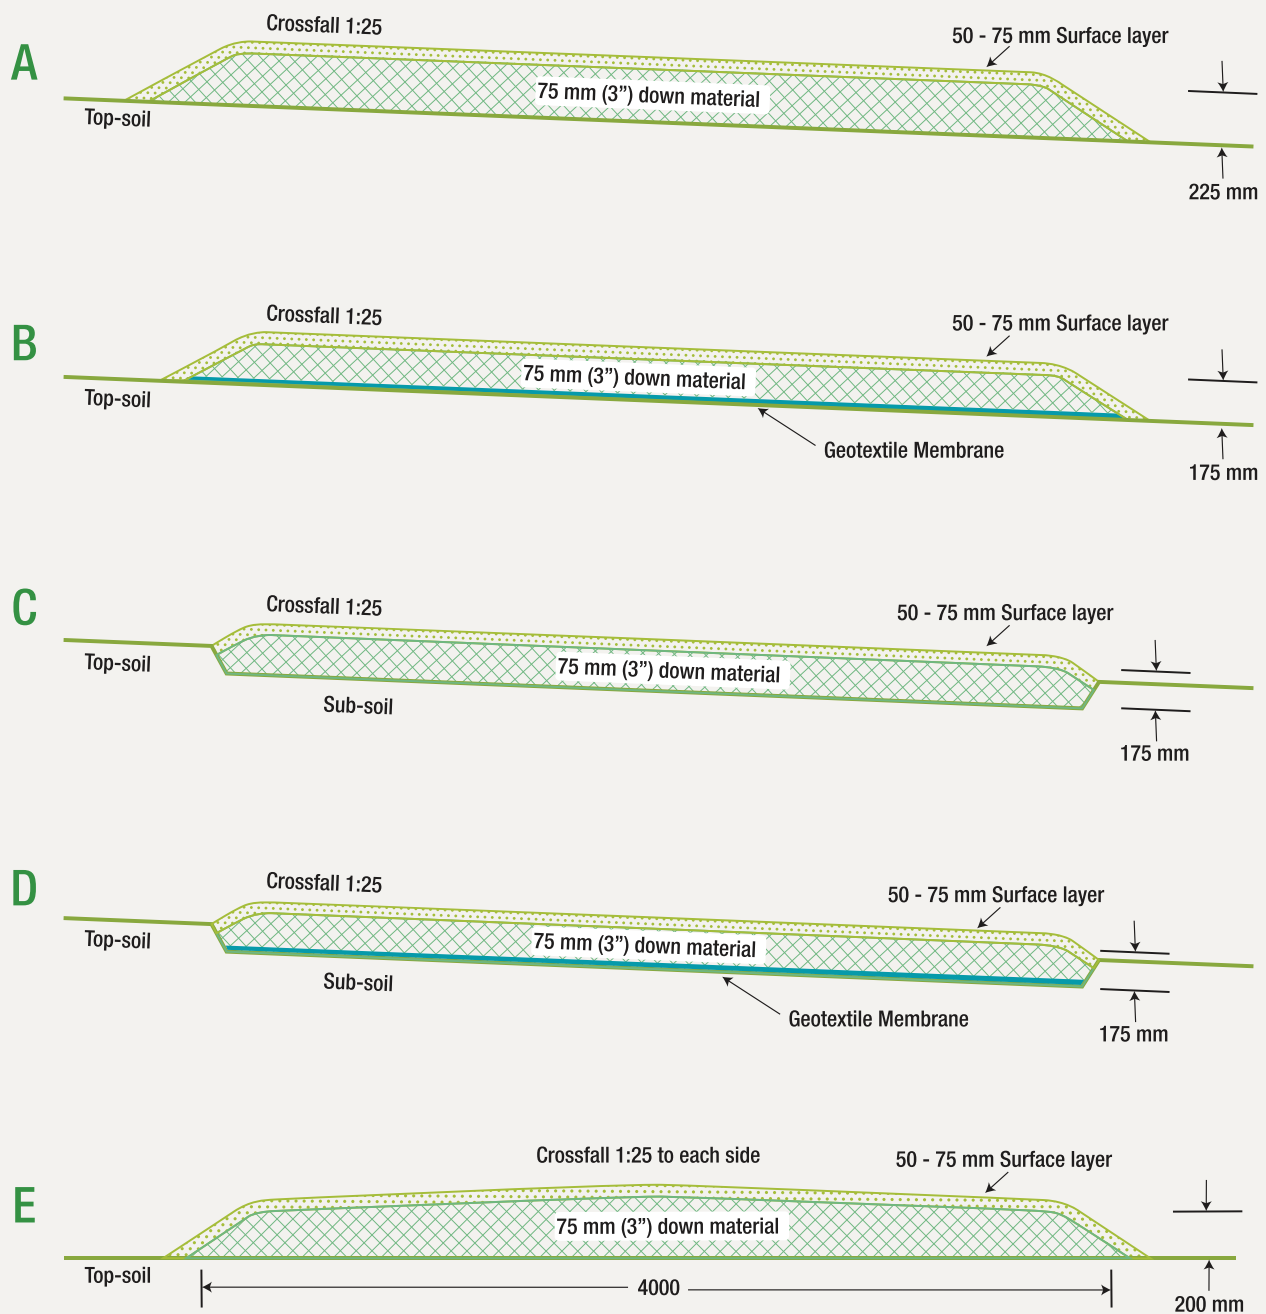 A
Crossfall 1:25
50 - 75 mm Surface layer
75 mm (3”) down material
Top-soil
225 mm
B
Crossfall 1:25
50 - 75 mm Surface layer
75 mm (3”) down material
Top-soil
Geotextile Membrane
175 mm
C
Crossfall 1:25
50 - 75 mm Surface layer
75 mm (3”) down material
Top-soil
Sub-soil
175 mm
D
Crossfall 1:25
50 - 75 mm Surface layer
75 mm (3”) down material
Top-soil
Sub-soil
Geotextile Membrane
175 mm
E
Crossfall 1:25 to each side
50 - 75 mm Surface layer
75 mm (3”) down material
Top-soil
4000
200 mm